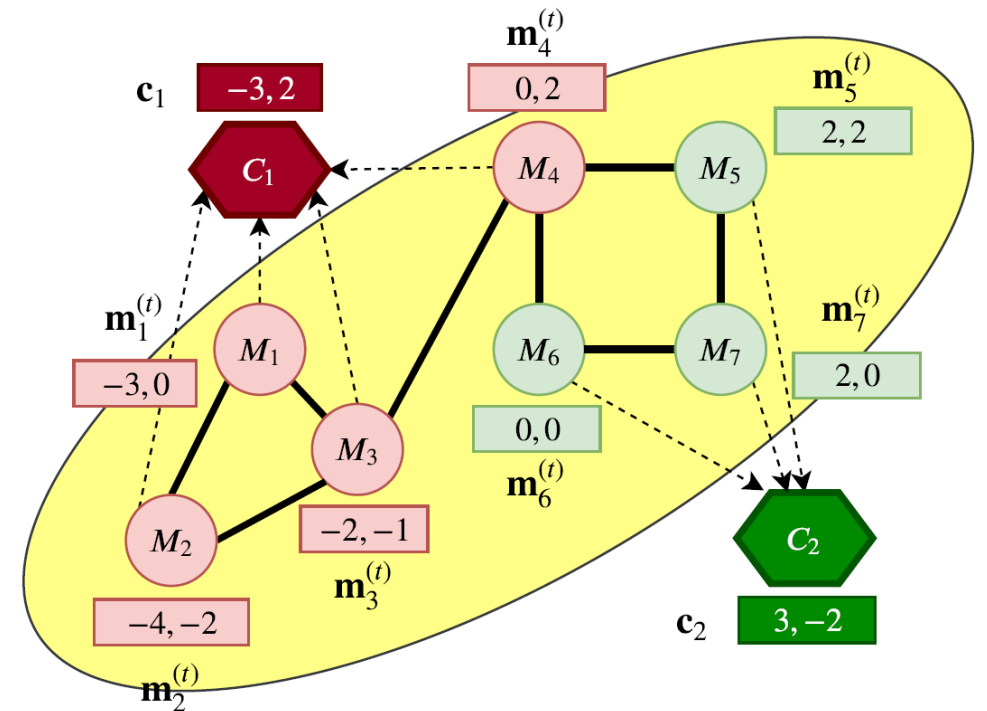 m₄⁽ᵗ⁾
c₁ −3, 2
0, 2
m₅⁽ᵗ⁾
2, 2
C₁
M₄
M₅
m₁⁽ᵗ⁾
−3, 0
M₁
M₆
M₇
m₇⁽ᵗ⁾
2, 0
0, 0
m₆⁽ᵗ⁾
M₃
−2, −1
m₃⁽ᵗ⁾
M₂
−4, −2
m₂⁽ᵗ⁾
C₂
c₂ 3, −2